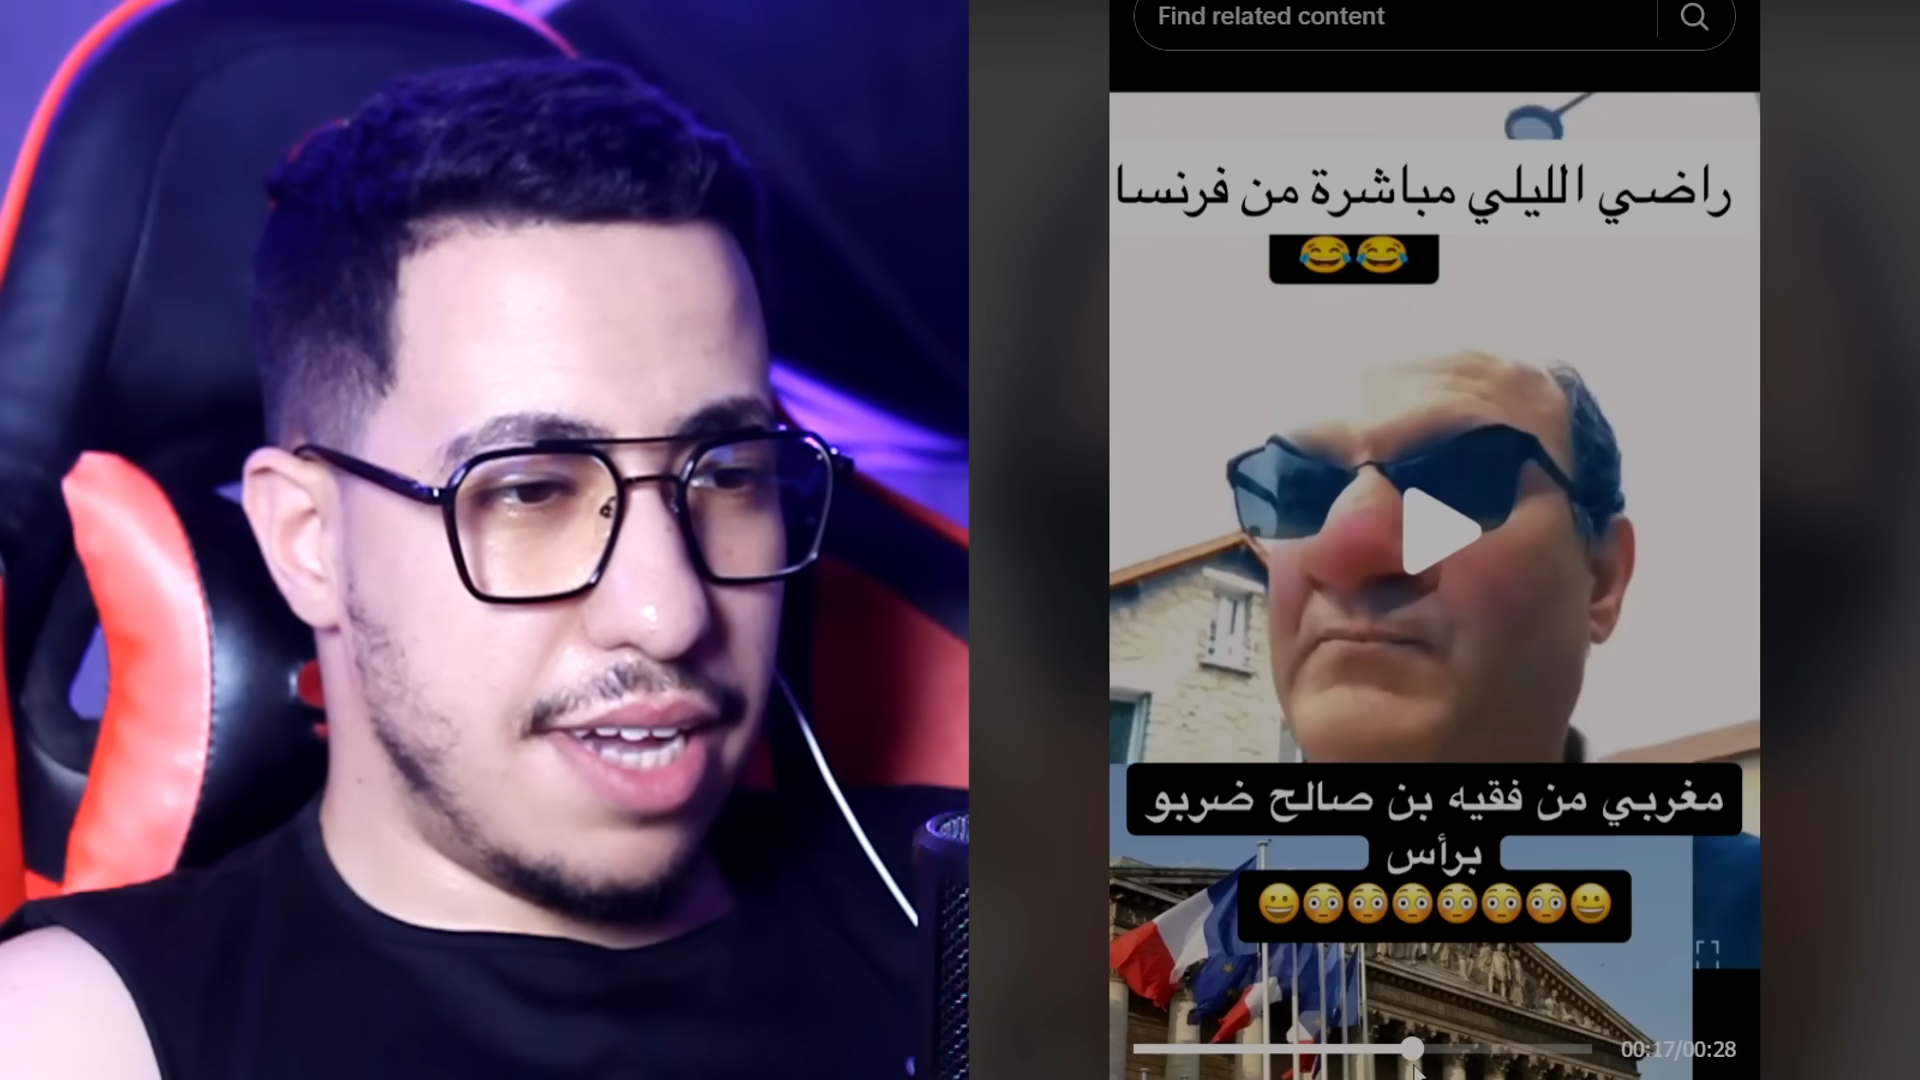 Find related content
راضي الليلي مباشرة من فرنسا
😂😂
مغربي من فقيه بن صالح ضربو
برأس
😀😳😳😳😳😳😳😀
00:17/00:28